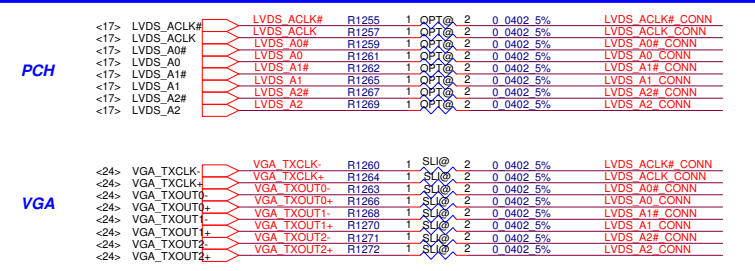 PCH
<17> LVDS_ACLK# LVDS_ACLK# R1255 1 OPT@ 2 0_0402_5% LVDS_ACLK#_CONN
<17> LVDS_ACLK LVDS_ACLK R1257 1 OPT@ 2 0_0402_5% LVDS_ACLK_CONN
<17> LVDS_A0# LVDS_A0# R1259 1 OPT@ 2 0_0402_5% LVDS_A0#_CONN
<17> LVDS_A0 LVDS_A0 R1261 1 OPT@ 2 0_0402_5% LVDS_A0_CONN
<17> LVDS_A1# LVDS_A1# R1262 1 OPT@ 2 0_0402_5% LVDS_A1#_CONN
<17> LVDS_A1 LVDS_A1 R1265 1 OPT@ 2 0_0402_5% LVDS_A1_CONN
<17> LVDS_A2# LVDS_A2# R1267 1 OPT@ 2 0_0402_5% LVDS_A2#_CONN
<17> LVDS_A2 LVDS_A2 R1269 1 OPT@ 2 0_0402_5% LVDS_A2_CONN
VGA
<24> VGA_TXCLK- VGA_TXCLK- R1260 1 SLI@ 2 0_0402_5% LVDS_ACLK#_CONN
<24> VGA_TXCLK+ VGA_TXCLK+ R1264 1 SLI@ 2 0_0402_5% LVDS_ACLK_CONN
<24> VGA_TXOUT0- VGA_TXOUT0- R1263 1 SLI@ 2 0_0402_5% LVDS_A0#_CONN
<24> VGA_TXOUT0+ VGA_TXOUT0+ R1266 1 SLI@ 2 0_0402_5% LVDS_A0_CONN
<24> VGA_TXOUT1- VGA_TXOUT1- R1268 1 SLI@ 2 0_0402_5% LVDS_A1#_CONN
<24> VGA_TXOUT1+ VGA_TXOUT1+ R1270 1 SLI@ 2 0_0402_5% LVDS_A1_CONN
<24> VGA_TXOUT2- VGA_TXOUT2- R1271 1 SLI@ 2 0_0402_5% LVDS_A2#_CONN
<24> VGA_TXOUT2+ VGA_TXOUT2+ R1272 1 SLI@ 2 0_0402_5% LVDS_A2_CONN